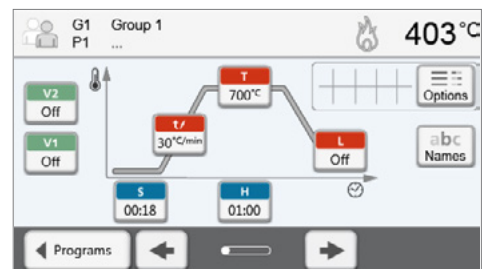 G1 Group 1
P1 ...
403°C
V2
Off
V1
Off
T
700°C
t/
30°C/min
L
Off
S
00:18
H
01:00
Options
abc
Names
Programs